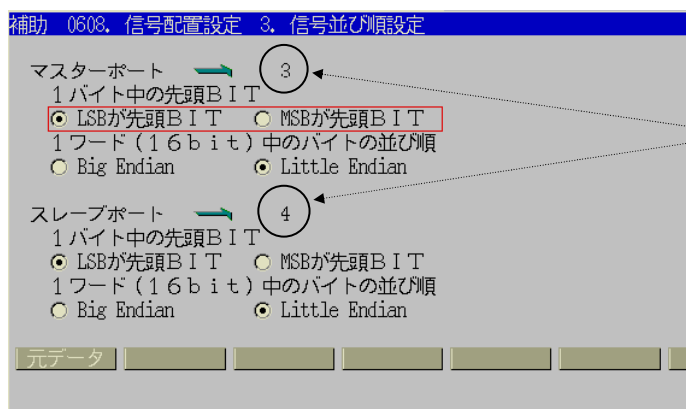 補助 0608. 信号配置設定 3. 信号並び順設定
マスターポート 3
1バイト中の先頭BIT
LSBが先頭BIT MSBが先頭BIT
1ワード(16bit)中のバイトの並び順
Big Endian Little Endian
スレーブポート 4
1バイト中の先頭BIT
LSBが先頭BIT MSBが先頭BIT
1ワード(16bit)中のバイトの並び順
Big Endian Little Endian
元データ